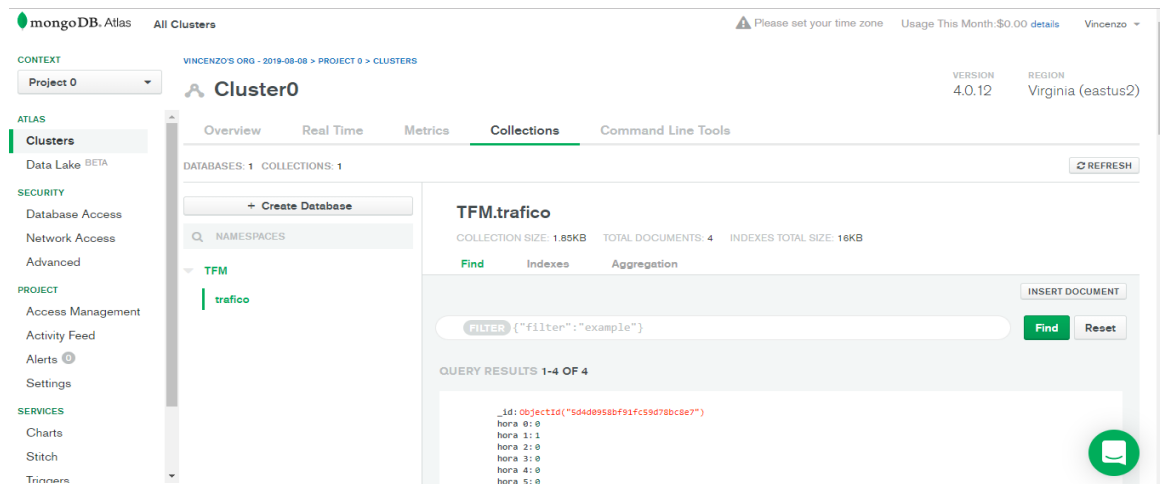 mongoDB. Atlas All Clusters Please set your time zone Usage This Month:$0.00 details Vincenzo
CONTEXT
Project 0
VINCENZO'S ORG - 2019-08-08 > PROJECT 0 > CLUSTERS
Cluster0
VERSION
4.0.12
REGION
Virginia (eastus2)
ATLAS
Clusters
Data Lake BETA
SECURITY
Database Access
Network Access
Advanced
PROJECT
Access Management
Activity Feed
Alerts 0
Settings
SERVICES
Charts
Stitch
Triggers
Overview Real Time Metrics Collections Command Line Tools
DATABASES: 1 COLLECTIONS: 1
REFRESH
+ Create Database
NAMESPACES
TFM
trafico
TFM.trafico
COLLECTION SIZE: 1.85KB TOTAL DOCUMENTS: 4 INDEXES TOTAL SIZE: 16KB
Find Indexes Aggregation
INSERT DOCUMENT
FILTER {"filter":"example"}
Find Reset
QUERY RESULTS 1-4 OF 4
_id: ObjectId("5d4d0958bf91fc59d78bc8e7")
hora 0: 0
hora 1: 1
hora 2: 0
hora 3: 0
hora 4: 0
hora 5: 0